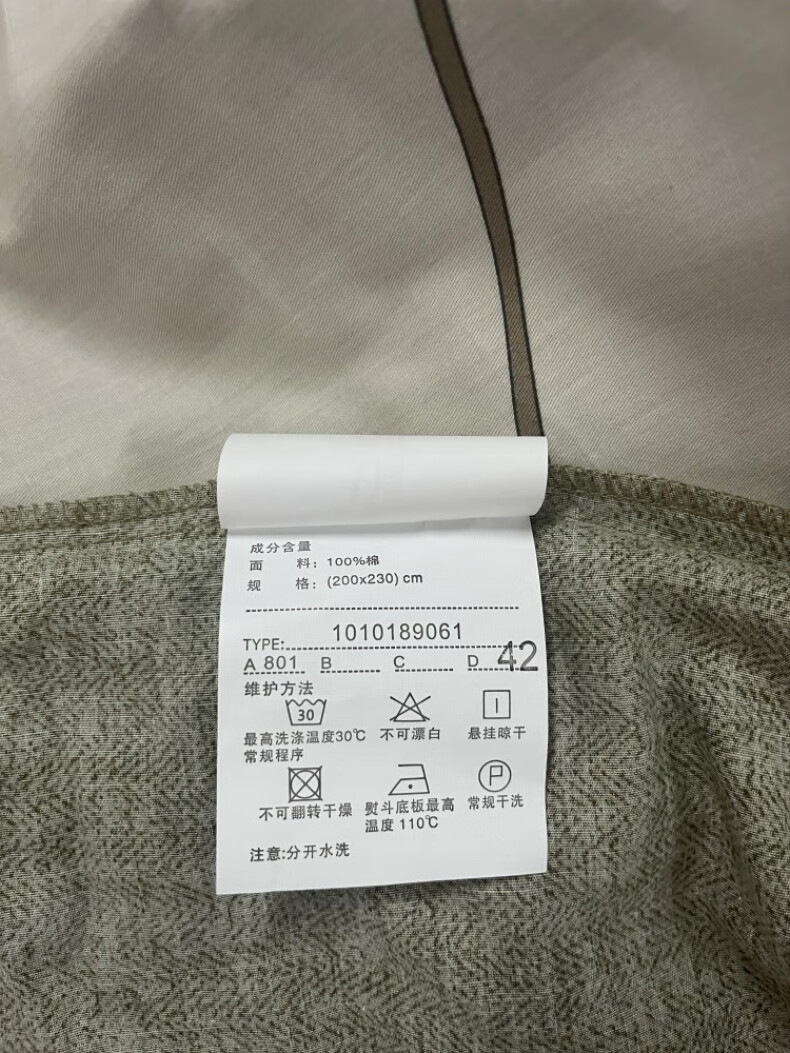 成分含量
面 料：100%棉
规 格：(200x230) cm
TYPE: 1010189061
A 801 B C D 42
维护方法
30
最高洗涤温度30℃ 不可漂白 悬挂晾干
常规程序
P
不可翻转干燥 熨斗底板最高 常规干洗
温度 110℃
注意:分开水洗